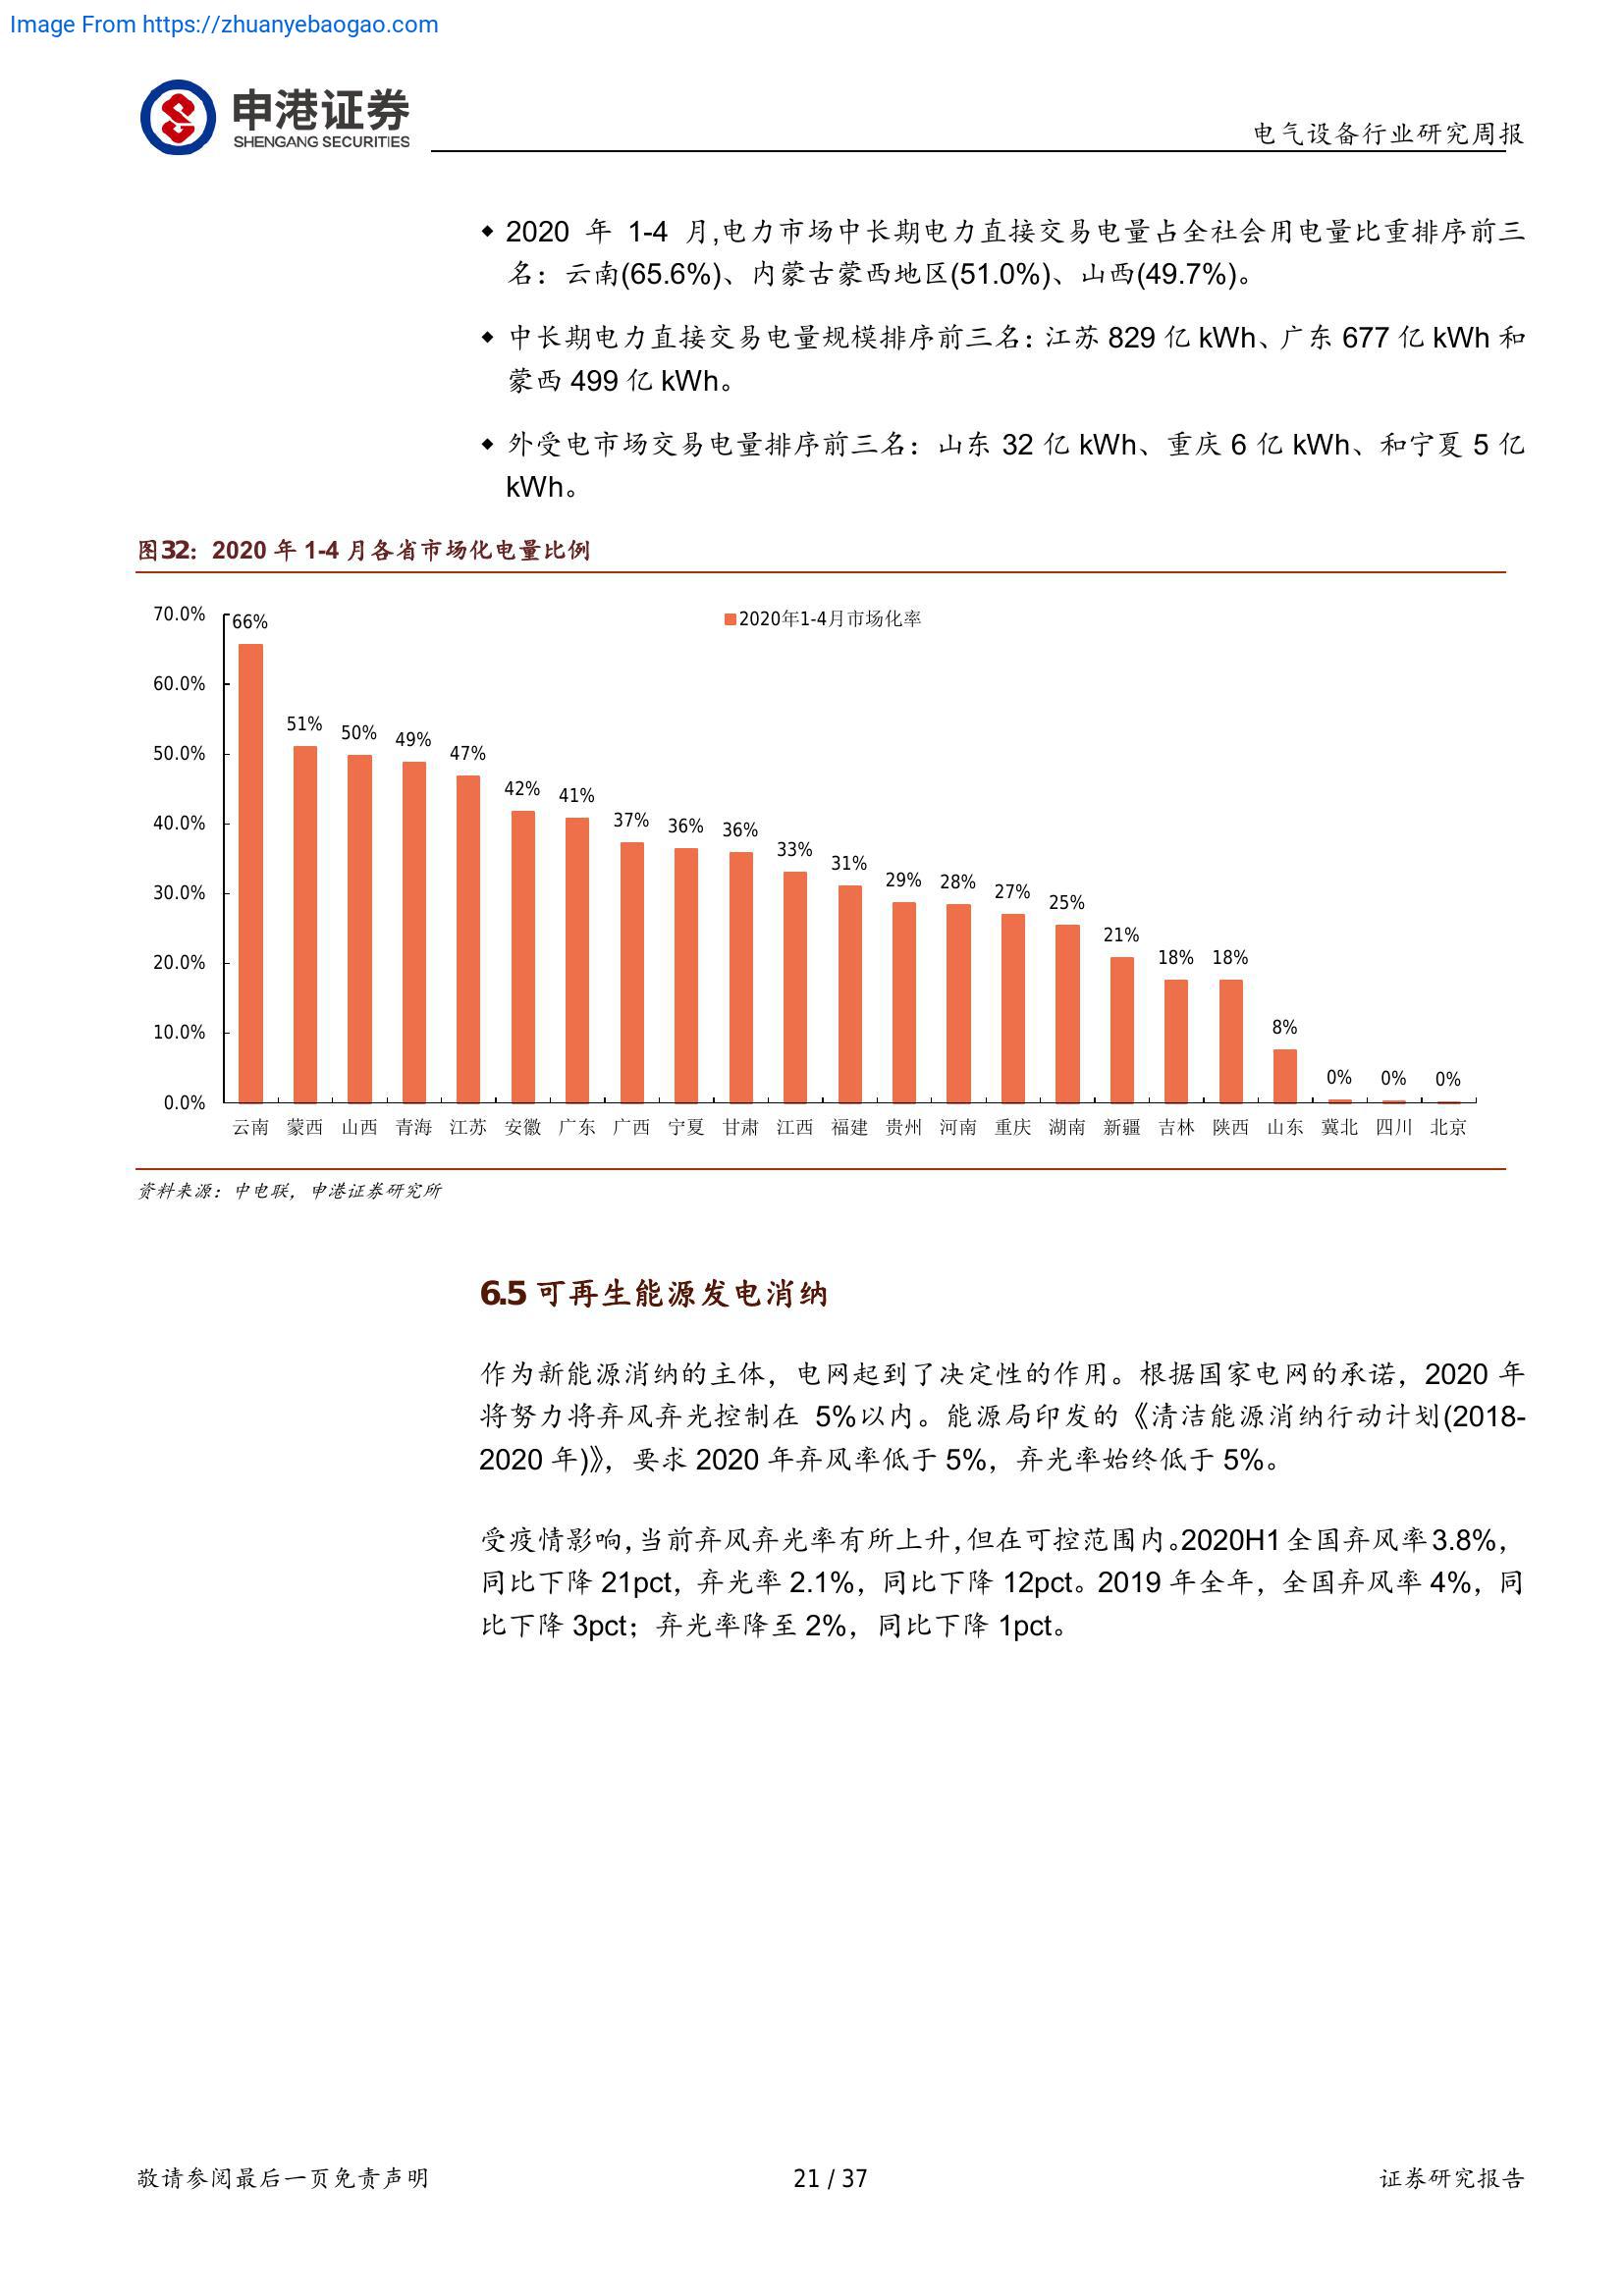 Image From https://zhuanyebaogao.com
申港证券
SHENGANG SECURITIES
电气设备行业研究周报
◆ 2020 年 1-4 月,电力市场中长期电力直接交易电量占全社会用电量比重排序前三
名：云南(65.6%)、内蒙古蒙西地区(51.0%)、山西(49.7%)。
◆ 中长期电力直接交易电量规模排序前三名：江苏 829 亿 kWh、广东 677 亿 kWh 和
蒙西 499 亿 kWh。
◆ 外受电市场交易电量排序前三名：山东 32 亿 kWh、重庆 6 亿 kWh、和宁夏 5 亿
kWh。
图32：2020 年 1-4 月各省市场化电量比例
2020年1-4月市场化率
70.0%
60.0%
50.0%
40.0%
30.0%
20.0%
10.0%
0.0%
66% 51% 50% 49% 47% 42% 41% 37% 36% 36% 33% 31% 29% 28% 27% 25% 21% 18% 18% 8% 0% 0% 0%
云南 蒙西 山西 青海 江苏 安徽 广东 广西 宁夏 甘肃 江西 福建 贵州 河南 重庆 湖南 新疆 吉林 陕西 山东 冀北 四川 北京
资料来源：中电联，申港证券研究所
6.5 可再生能源发电消纳
作为新能源消纳的主体，电网起到了决定性的作用。根据国家电网的承诺，2020 年
将努力将弃风弃光控制在 5%以内。能源局印发的《清洁能源消纳行动计划(2018-
2020 年)》，要求 2020 年弃风率低于 5%，弃光率始终低于 5%。
受疫情影响,当前弃风弃光率有所上升,但在可控范围内。2020H1 全国弃风率 3.8%，
同比下降 21pct，弃光率 2.1%，同比下降 12pct。2019 年全年，全国弃风率 4%，同
比下降 3pct；弃光率降至 2%，同比下降 1pct。
敬请参阅最后一页免责声明
21 / 37
证券研究报告